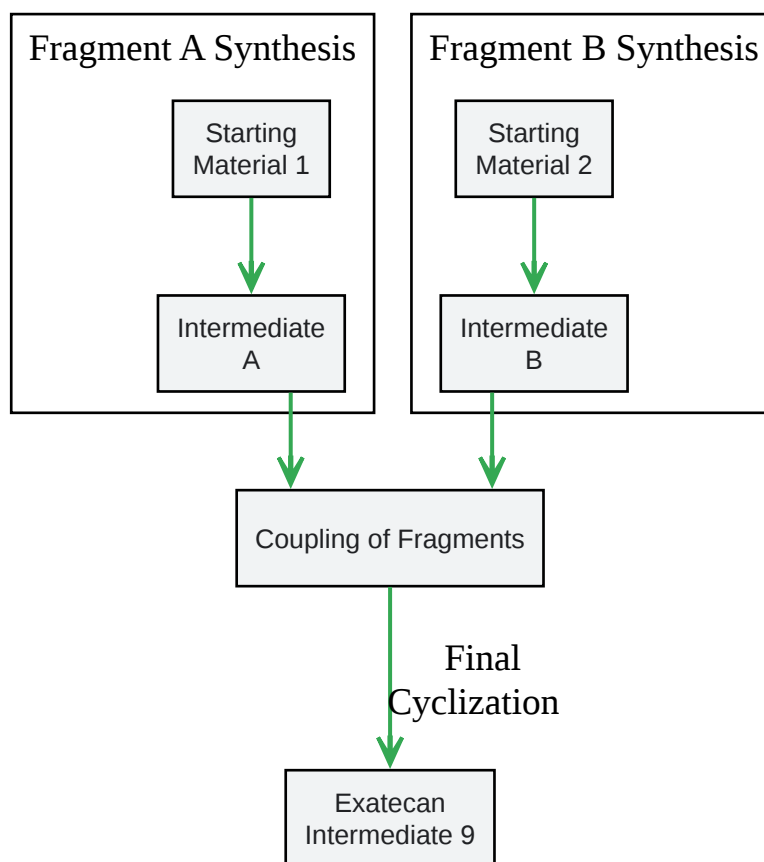 Fragment A Synthesis
Starting
Material 1
Intermediate
A
Fragment B Synthesis
Starting
Material 2
Intermediate
B
Coupling of Fragments
Final
Cyclization
Exatecan
Intermediate 9